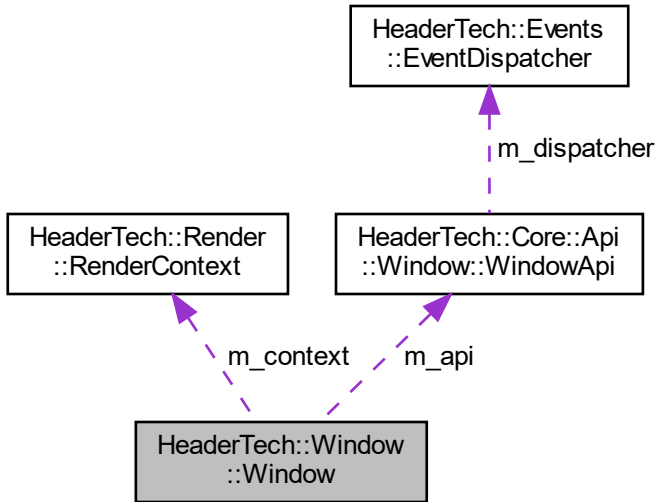 HeaderTech::Events
::EventDispatcher
m_dispatcher
HeaderTech::Render
::RenderContext
HeaderTech::Core::Api
::Window::WindowApi
m_context
m_api
HeaderTech::Window
::Window